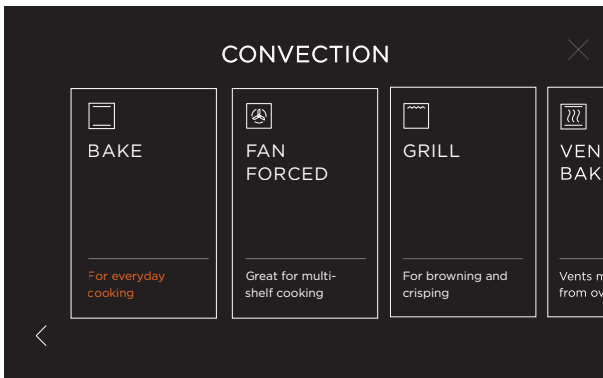 CONVECTION
BAKE
For everyday
cooking
FAN
FORCED
Great for multi-
shelf cooking
GRILL
For browning and
crisping
VEN
BAK
Vents m
from ov